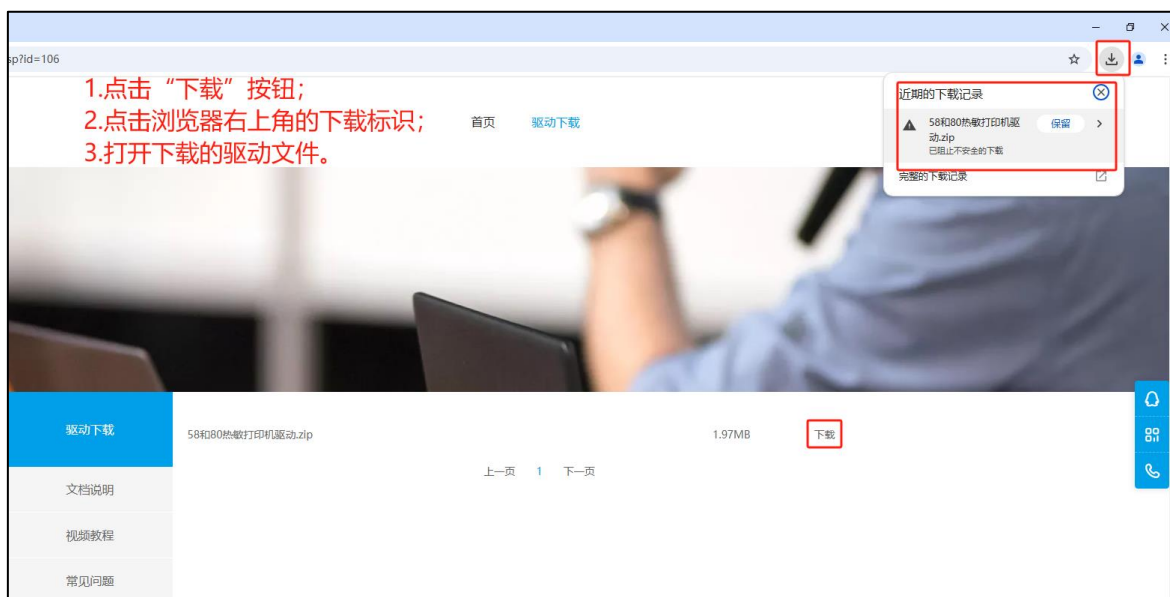 sp?id=106
1.点击“下载”按钮；
2.点击浏览器右上角的下载标识；
3.打开下载的驱动文件。
首页 驱动下载
近期的下载记录
58和80热敏打印机驱
动.zip
已阻止不安全的下载
保留
完整的下载记录
驱动下载
58和80热敏打印机驱动.zip 1.97MB 下载
上一页 1 下一页
文档说明
视频教程
常见问题